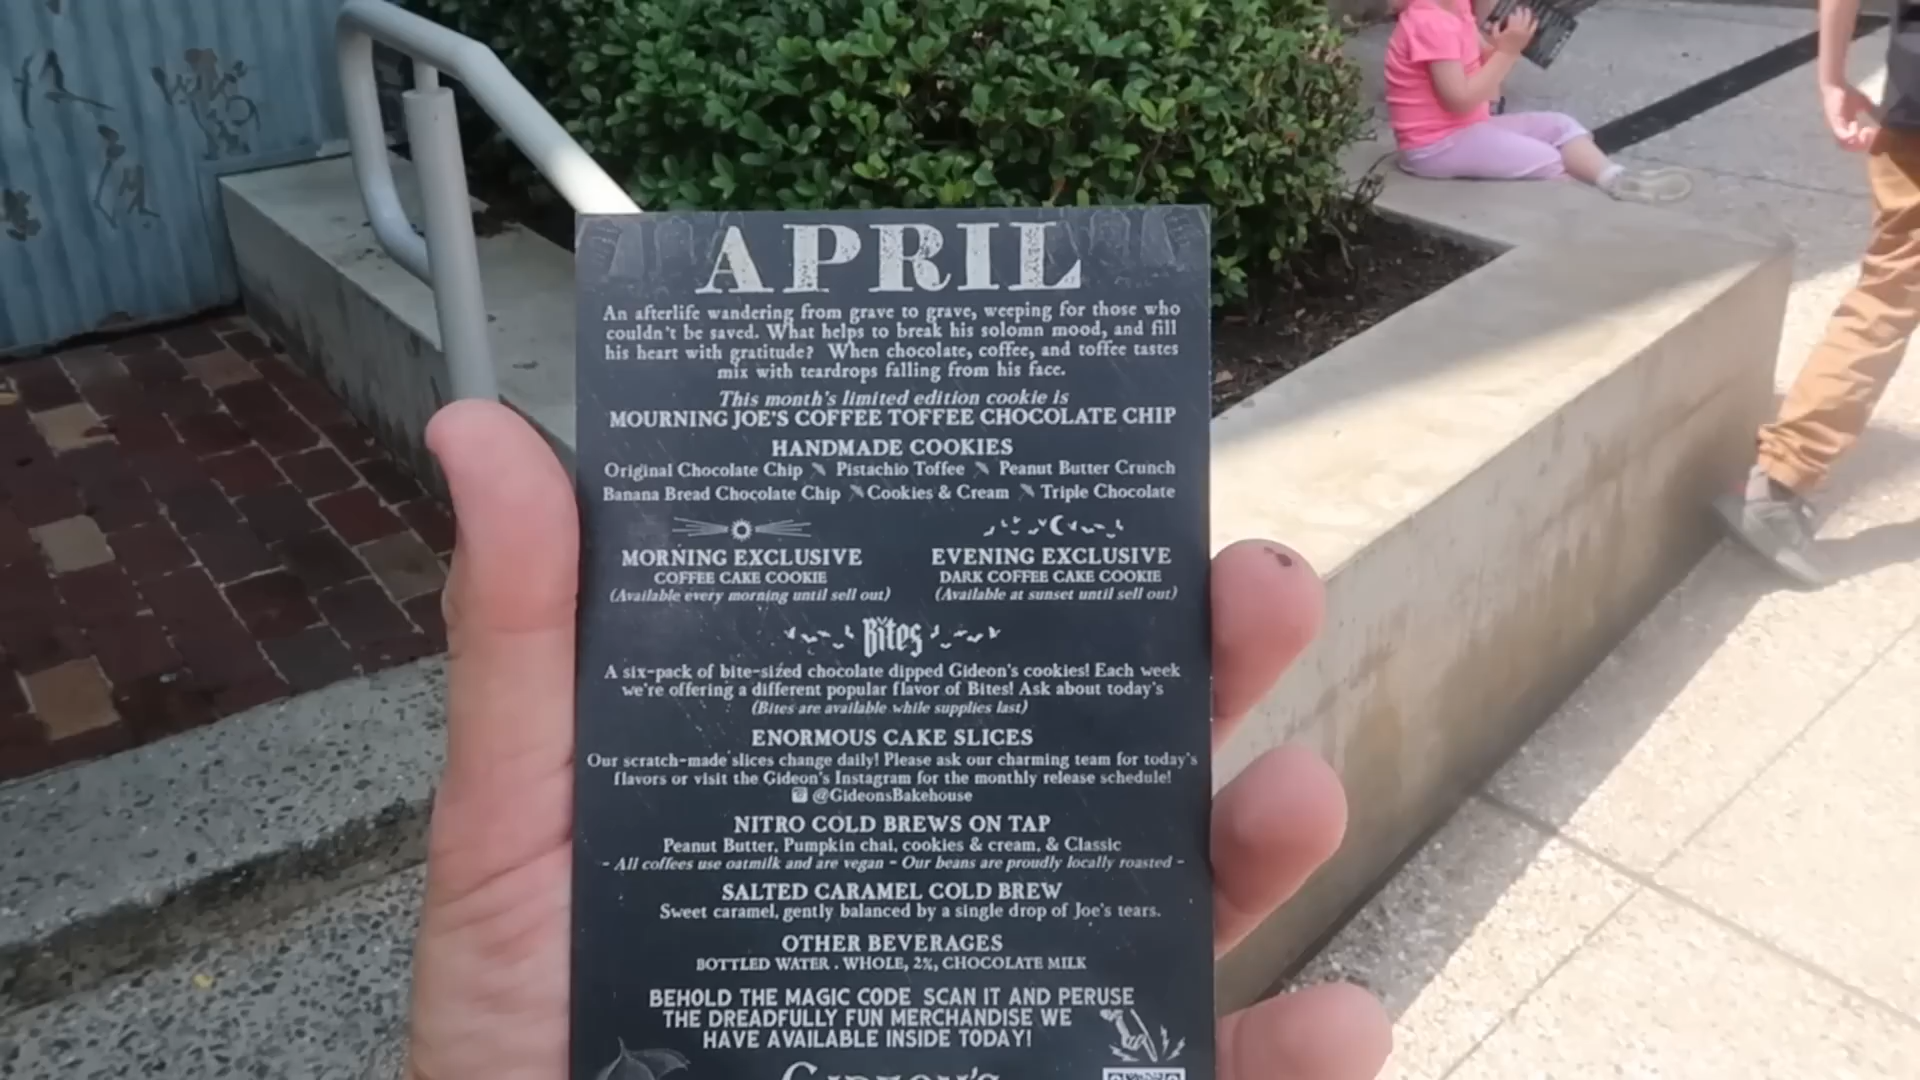 APRIL
An afterlife wandering from grave to grave, weeping for those who
couldn't be saved. What helps to break his solomn mood, and fill
his heart with gratitude? When chocolate, coffee, and toffee tastes
mix with teardrops falling from his face.
This month's limited edition cookie is
MOURNING JOE'S COFFEE TOFFEE CHOCOLATE CHIP
HANDMADE COOKIES
Original Chocolate Chip Pistachio Toffee Peanut Butter Crunch
Banana Bread Chocolate Chip Cookies & Cream Triple Chocolate
MORNING EXCLUSIVE
COFFEE CAKE COOKIE
(Available every morning until sell out)
EVENING EXCLUSIVE
DARK COFFEE CAKE COOKIE
(Available at sunset until sell out)
Bites
A six-pack of bite-sized chocolate dipped Gideon's cookies! Each week
we're offering a different popular flavor of Bites! Ask about today's
(Bites are available while supplies last)
ENORMOUS CAKE SLICES
Our scratch-made slices change daily! Please ask our charming team for today's
flavors or visit the Gideon's Instagram for the monthly release schedule!
@GideonsBakehouse
NITRO COLD BREWS ON TAP
Peanut Butter, Pumpkin chai, cookies & cream, & Classic
- All coffees use oatmilk and are vegan - Our beans are proudly locally roasted -
SALTED CARAMEL COLD BREW
Sweet caramel, gently balanced by a single drop of Joe's tears.
OTHER BEVERAGES
BOTTLED WATER . WHOLE, 2%, CHOCOLATE MILK
BEHOLD THE MAGIC CODE SCAN IT AND PERUSE
THE DREADFULLY FUN MERCHANDISE WE
HAVE AVAILABLE INSIDE TODAY!
GIDEON'S